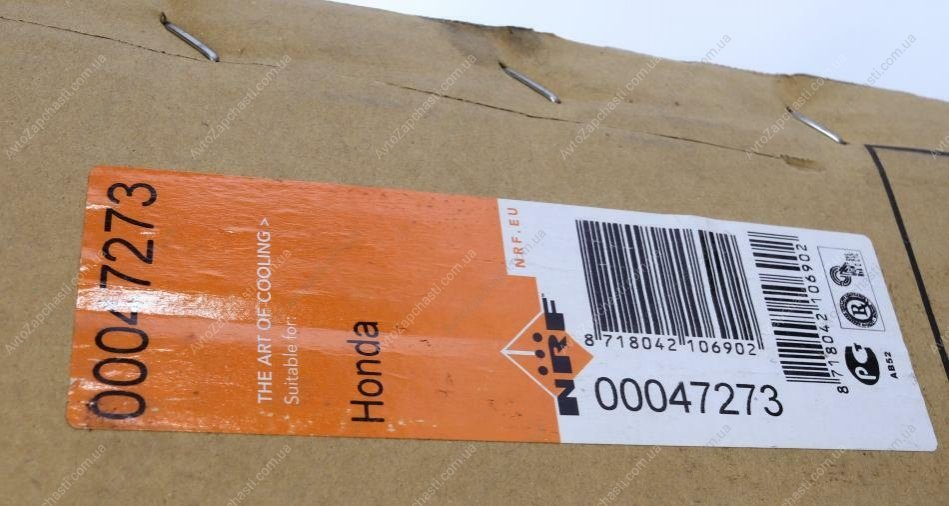 00047273
THE ART OF COOLING >
Suitable for:
Honda
NRF.EU
NRF
8 718042 106902
00047273
8 718042 106902
R
PC
AB52
AvtoZapchasti.com.ua